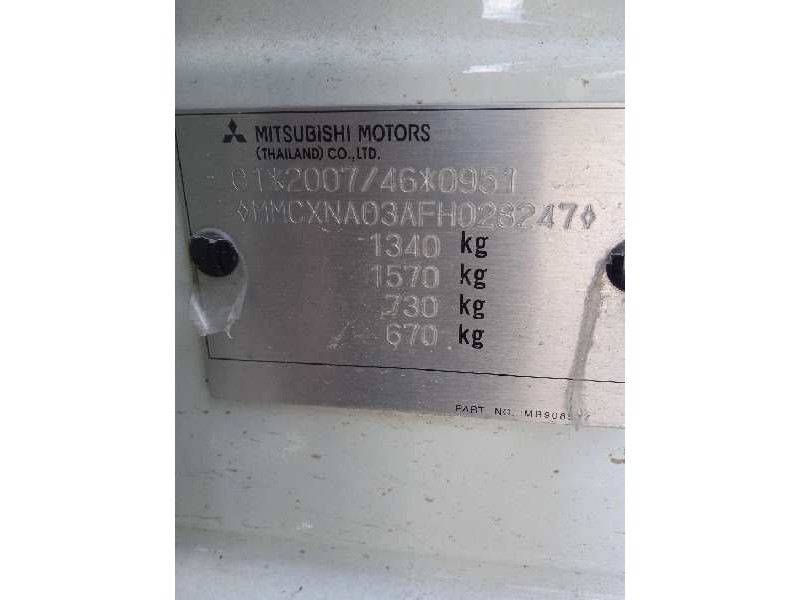 MITSUBISHI MOTORS
(THAILAND) CO.,LTD.
e1*2007/46*0951
◊MMCXNA03AFH028247◊
1340 kg
1570 kg
730 kg
670 kg
PART NO.